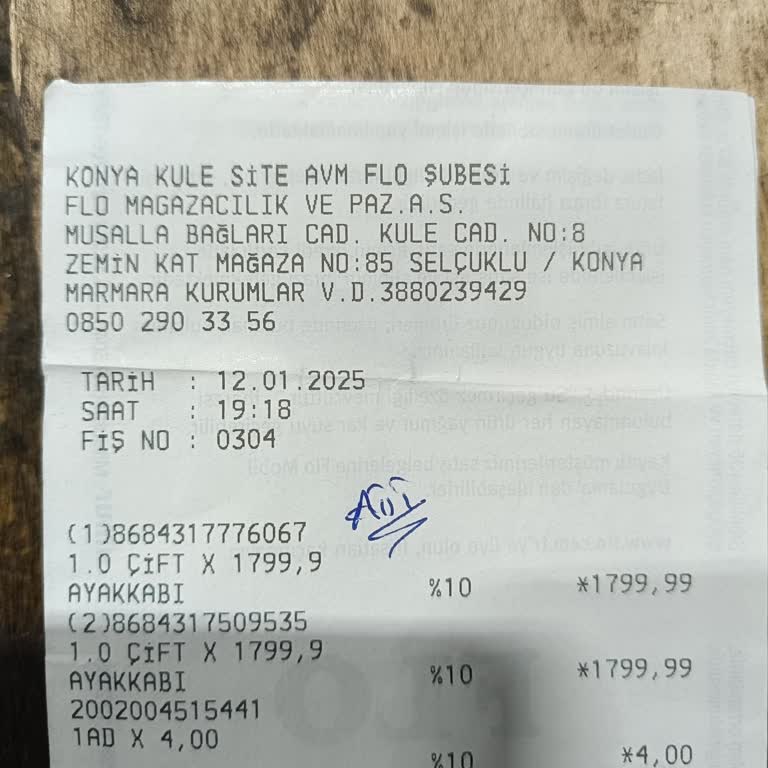 KONYA KULE SİTE AVM FLO ŞUBESİ
FLO MAGAZACILIK VE PAZ.A.S.
MUSALLA BAĞLARI CAD. KULE CAD. NO:8
ZEMİN KAT MAĞAZA NO:85 SELÇUKLU / KONYA
MARMARA KURUMLAR V.D.3880239429
0850 290 33 56
TARİH : 12.01.2025
SAAT : 19:18
FİŞ NO : 0304
(1)8684317776067
1.0 ÇİFT X 1799,9
AYAKKABI %10 *1799,99
(2)8684317509535
1.0 ÇİFT X 1799,9
AYAKKABI %10 *1799,99
2002004515441
1AD X 4,00
%10 *4,00